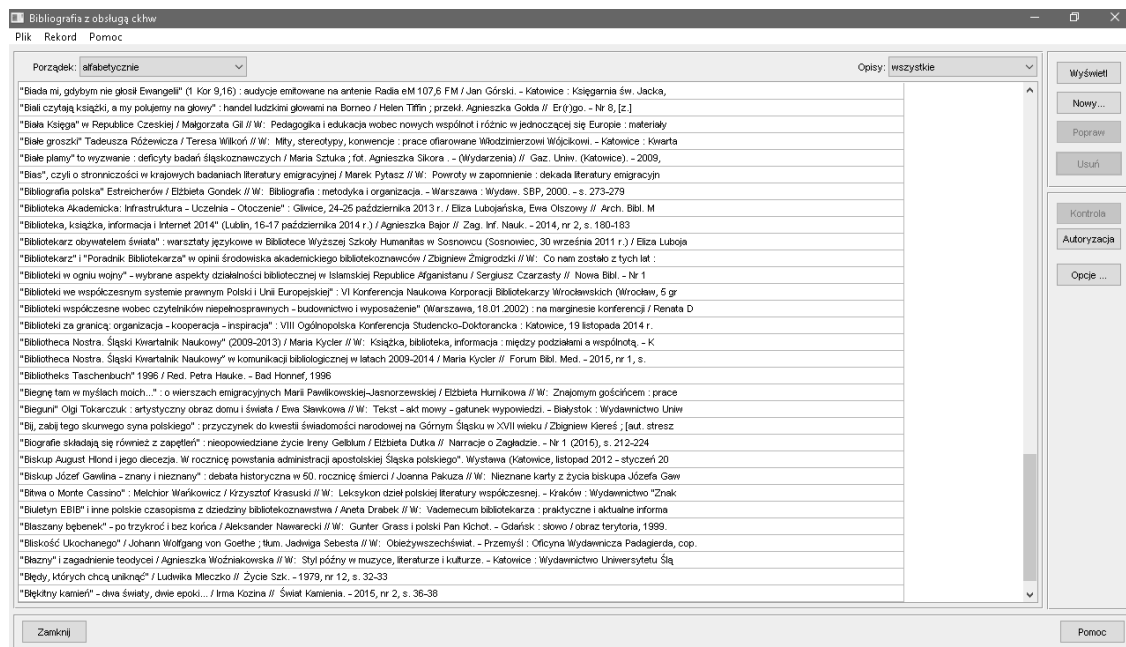 Bibliografia z obsługą ckhw
Plik Rekord Pomoc
Porządek: alfabetycznie
Opisy: wszystkie
"Biada mi, gdybym nie głosił Ewangelii" (1 Kor 9,16) : audycje emitowane na antenie Radia eM 107,6 FM / Jan Górski. - Katowice : Księgarnia św. Jacka,
"Biali czytają książki, a my polujemy na głowy" : handel ludzkimi głowami na Borneo / Helen Tiffin ; przekł. Agnieszka Gołda // Er(r)go. - Nr 8, [z.]
"Biała Księga" w Republice Czeskiej / Małgorzata Gil // W: Pedagogika i edukacja wobec nowych wspólnot i różnic w jednoczącej się Europie : materiały
"Białe groszki" Tadeusza Różewicza / Teresa Wilkoń // W: Mity, stereotypy, konwencje : prace ofiarowane Włodzimierzowi Wójcikowi. - Katowice : Kwarta
"Białe plamy" to wyzwanie : deficyty badań śląskoznawczych / Maria Sztuka ; fot. Agnieszka Sikora . - (Wydarzenia) // Gaz. Uniw. (Katowice). - 2009,
"Bias", czyli o stronniczości w krajowych badaniach literatury emigracyjnej / Marek Pytasz // W: Powroty w zapomnienie : dekada literatury emigracyjn
"Bibliografia polska" Estreicherów / Elżbieta Gondek // W: Bibliografia : metodyka i organizacja. - Warszawa : Wydaw. SBP, 2000. - s. 273-279
"Biblioteka Akademicka: Infrastruktura - Uczelnia - Otoczenie" : Gliwice, 24-25 października 2013 r. / Eliza Lubojańska, Ewa Olszowy // Arch. Bibl. M
"Biblioteka, książka, informacja i Internet 2014" (Lublin, 16-17 października 2014 r.) / Agnieszka Bajor // Zag. Inf. Nauk. - 2014, nr 2, s. 180-183
"Bibliotekarz obywatelem świata" : warsztaty językowe w Bibliotece Wyższej Szkoły Humanitas w Sosnowcu (Sosnowiec, 30 września 2011 r.) / Eliza Luboja
"Bibliotekarz" i "Poradnik Bibliotekarza" w opinii środowiska akademickiego bibliotekoznawców / Zbigniew Żmigrodzki // W: Co nam zostało z tych lat :
"Biblioteki w ogniu wojny" - wybrane aspekty działalności bibliotecznej w Islamskiej Republice Afganistanu / Sergiusz Czarzasty // Nowa Bibl. - Nr 1
"Biblioteki we współczesnym systemie prawnym Polski i Unii Europejskiej" : VI Konferencja Naukowa Korporacji Bibliotekarzy Wrocławskich (Wrocław, 5 gr
"Biblioteki współczesne wobec czytelników niepełnosprawnych - budownictwo i wyposażenie" (Warszawa, 18.01.2002) : na marginesie konferencji / Renata D
"Biblioteki za granicą: organizacja - kooperacja - inspiracja" : VIII Ogólnopolska Konferencja Studencko-Doktorancka : Katowice, 19 listopada 2014 r.
"Bibliotheca Nostra. Śląski Kwartalnik Naukowy" (2009-2013) / Maria Kycler // W: Książka, biblioteka, informacja : między podziałami a wspólnotą. - K
"Bibliotheca Nostra. Śląski Kwartalnik Naukowy" w komunikacji bibliologicznej w latach 2009-2014 / Maria Kycler // Forum Bibl. Med. - 2015, nr 1, s.
"Bibliotheks Taschenbuch" 1996 / Red. Petra Hauke. - Bad Honnef, 1996
"Biegnę tam w myślach moich..." : o wierszach emigracyjnych Marii Pawlikowskiej-Jasnorzewskiej / Elżbieta Hurnikowa // W: Znajomym gościńcem : prace
"Bieguni" Olgi Tokarczuk : artystyczny obraz domu i świata / Ewa Sławkowa // W: Tekst - akt mowy - gatunek wypowiedzi. - Białystok : Wydawnictwo Uniw
"Bij, zabij tego skurwego syna polskiego" : przyczynek do kwestii świadomości narodowej na Górnym Śląsku w XVII wieku / Zbigniew Kiereś ; [aut. stresz
"Biografie składają się również z zapętleń" : nieopowiedziane życie Ireny Gelblum / Elżbieta Dutka // Narracje o Zagładzie. - Nr 1 (2015), s. 212-224
"Biskup August Hlond i jego diecezja. W rocznicę powstania administracji apostolskiej Śląska polskiego". Wystawa (Katowice, listopad 2012 - styczeń 20
"Biskup Józef Gawlina - znany i nieznany" : debata historyczna w 50. rocznicę śmierci / Joanna Pakuza // W: Nieznane karty z życia biskupa Józefa Gaw
"Bitwa o Monte Cassino" : Melchior Wańkowicz / Krzysztof Krasuski // W: Leksykon dzieł polskiej literatury współczesnej. - Kraków : Wydawnictwo "Znak
"Biuletyn EBIB" i inne polskie czasopisma z dziedziny bibliotekoznawstwa / Aneta Drabek // W: Vademecum bibliotekarza : praktyczne i aktualne informa
"Blaszany bębenek" - po trzykroć i bez końca / Aleksander Nawarecki // W: Gunter Grass i polski Pan Kichot. - Gdańsk : słowo / obraz terytoria, 1999.
"Bliskość Ukochanego" / Johann Wolfgang von Goethe ; tłum. Jadwiga Sebesta // W: Obieżywszechświat. - Przemyśl : Oficyna Wydawnicza Padagierda, cop.
"Błazny" i zagadnienie teodycei / Agnieszka Woźniakowska // W: Styl późny w muzyce, literaturze i kulturze. - Katowice : Wydawnictwo UniwersytetuŚlą
"Błędy, których chcą uniknąć" / Ludwika Mleczko // Życie Szk. - 1979, nr 12, s. 32-33
"Błękitny kamień" - dwa światy, dwie epoki... / Irma Kozina // Świat Kamienia. - 2015, nr 2, s. 36-38
Wyświetl
Nowy...
Popraw
Usuń
Kontrola
Autoryzacja
Opcje ...
Zamknij
Pomoc